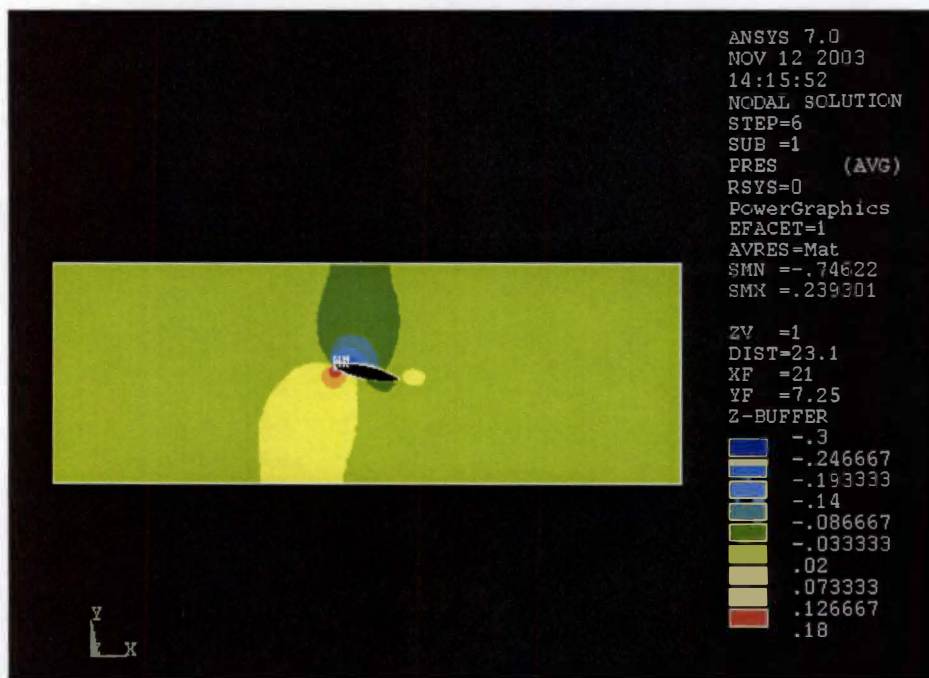 ANSYS 7.0
NOV 12 2003
14:15:52
NODAL SOLUTION
STEP=6
SUB =1
PRES (AVG)
RSYS=0
PowerGraphics
EFACET=1
AVRES=Mat
SMN =-.74622
SMX =.239301
ZV =1
DIST=23.1
XF =21
YF =7.25
Z-BUFFER
-.3
-.246667
-.193333
-.14
-.086667
-.033333
.02
.073333
.126667
.18
MN
Y
X